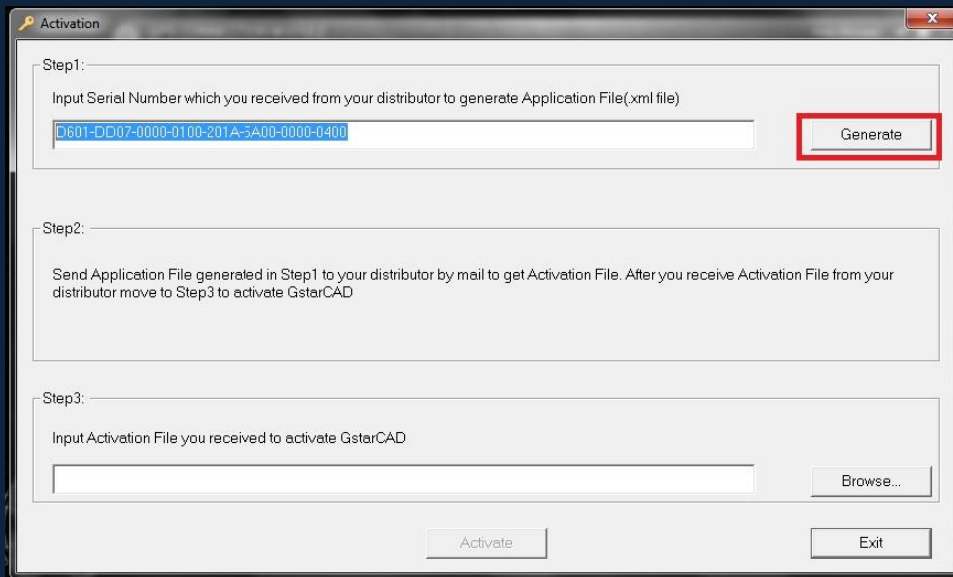 Activation
Step1:
Input Serial Number which you received from your distributor to generate Application File(.xml file)
D601-DD07-0000-0100-201A-5A00-0000-0400
Generate
Step2:
Send Application File generated in Step1 to your distributor by mail to get Activation File. After you receive Activation File from your
distributor move to Step3 to activate GstarCAD
Step3:
Input Activation File you received to activate GstarCAD
Browse...
Activate
Exit